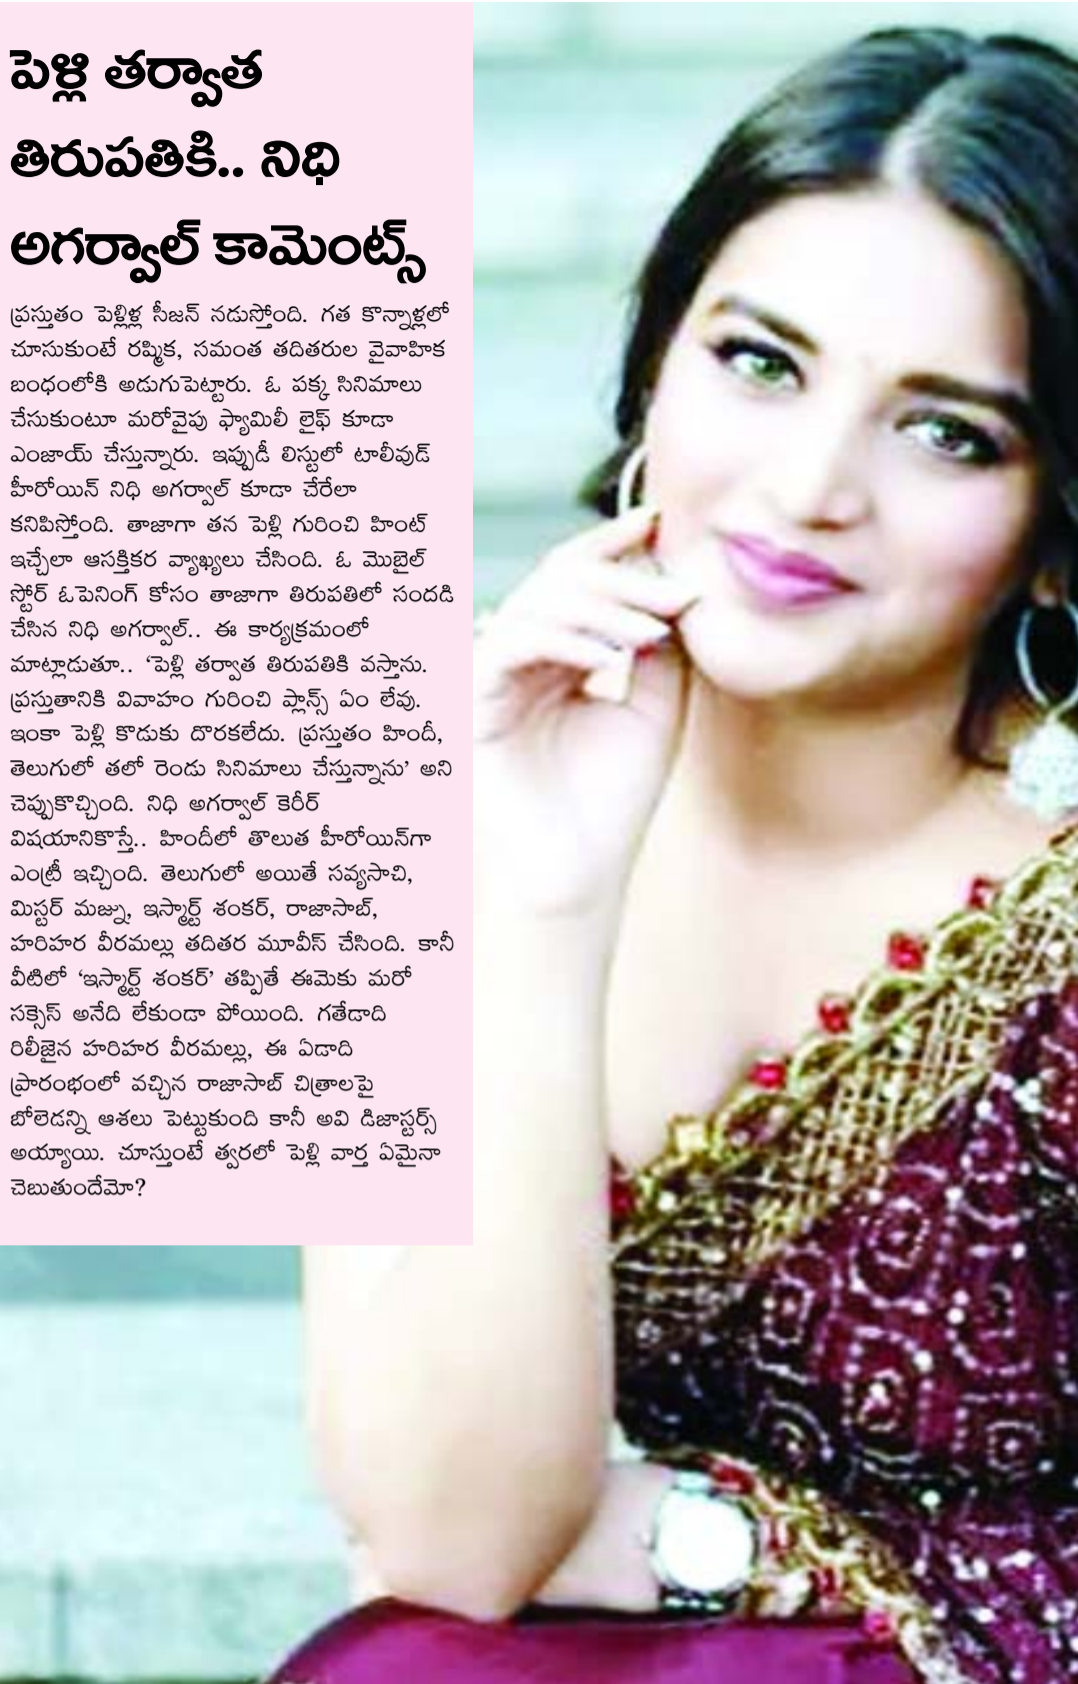 పెళ్లి తర్వాత
తిరుపతికి.. నిధి
అగర్వాల్ కామెంట్స్
ప్రస్తుతం పెళ్లిళ్ల సీజన్ నడుస్తోంది. గత కొన్నాళ్లలో
చూసుకుంటే రష్మిక, సమంత తదితరుల వైవాహిక
బంధంలోకి అడుగుపెట్టారు. ఓ పక్క సినిమాలు
చేసుకుంటూ మరోవైపు ఫ్యామిలీ లైఫ్ కూడా
ఎంజాయ్ చేస్తున్నారు. ఇప్పుడీ లిస్టులో టాలీవుడ్
హీరోయిన్ నిధి అగర్వాల్ కూడా చేరేలా
కనిపిస్తోంది. తాజాగా తన పెళ్లి గురించి హింట్
ఇచ్చేలా ఆసక్తికర వ్యాఖ్యలు చేసింది. ఓ మొబైల్
స్టోర్ ఓపెనింగ్ కోసం తాజాగా తిరుపతిలో సందడి
చేసిన నిధి అగర్వాల్.. ఈ కార్యక్రమంలో
మాట్లాడుతూ.. ‘పెళ్లి తర్వాత తిరుపతికి వస్తాను.
ప్రస్తుతానికి వివాహం గురించి ప్లాన్స్ ఏం లేవు.
ఇంకా పెళ్లి కొడుకు దొరకలేదు. ప్రస్తుతం హిందీ,
తెలుగులో తలో రెండు సినిమాలు చేస్తున్నాను’ అని
చెప్పుకొచ్చింది. నిధి అగర్వాల్ కెరీర్
విషయానికొస్తే.. హిందీలో తొలుత హీరోయిన్‌గా
ఎంట్రీ ఇచ్చింది. తెలుగులో అయితే సవ్యసాచి,
మిస్టర్ మజ్ను, ఇస్మార్ట్ శంకర్, రాజాసాబ్,
హరిహర వీరమల్లు తదితర మూవీస్ చేసింది. కానీ
వీటిలో ‘ఇస్మార్ట్ శంకర్’ తప్పితే ఈమెకు మరో
సక్సెస్ అనేది లేకుండా పోయింది. గతేడాది
రిలీజైన హరిహర వీరమల్లు, ఈ ఏడాది
ప్రారంభంలో వచ్చిన రాజాసాబ్ చిత్రాలపై
బోలెడన్ని ఆశలు పెట్టుకుంది కానీ అవి డిజాస్టర్స్
అయ్యాయి. చూస్తుంటే త్వరలో పెళ్లి వార్త ఏమైనా
చెబుతుందేమో?